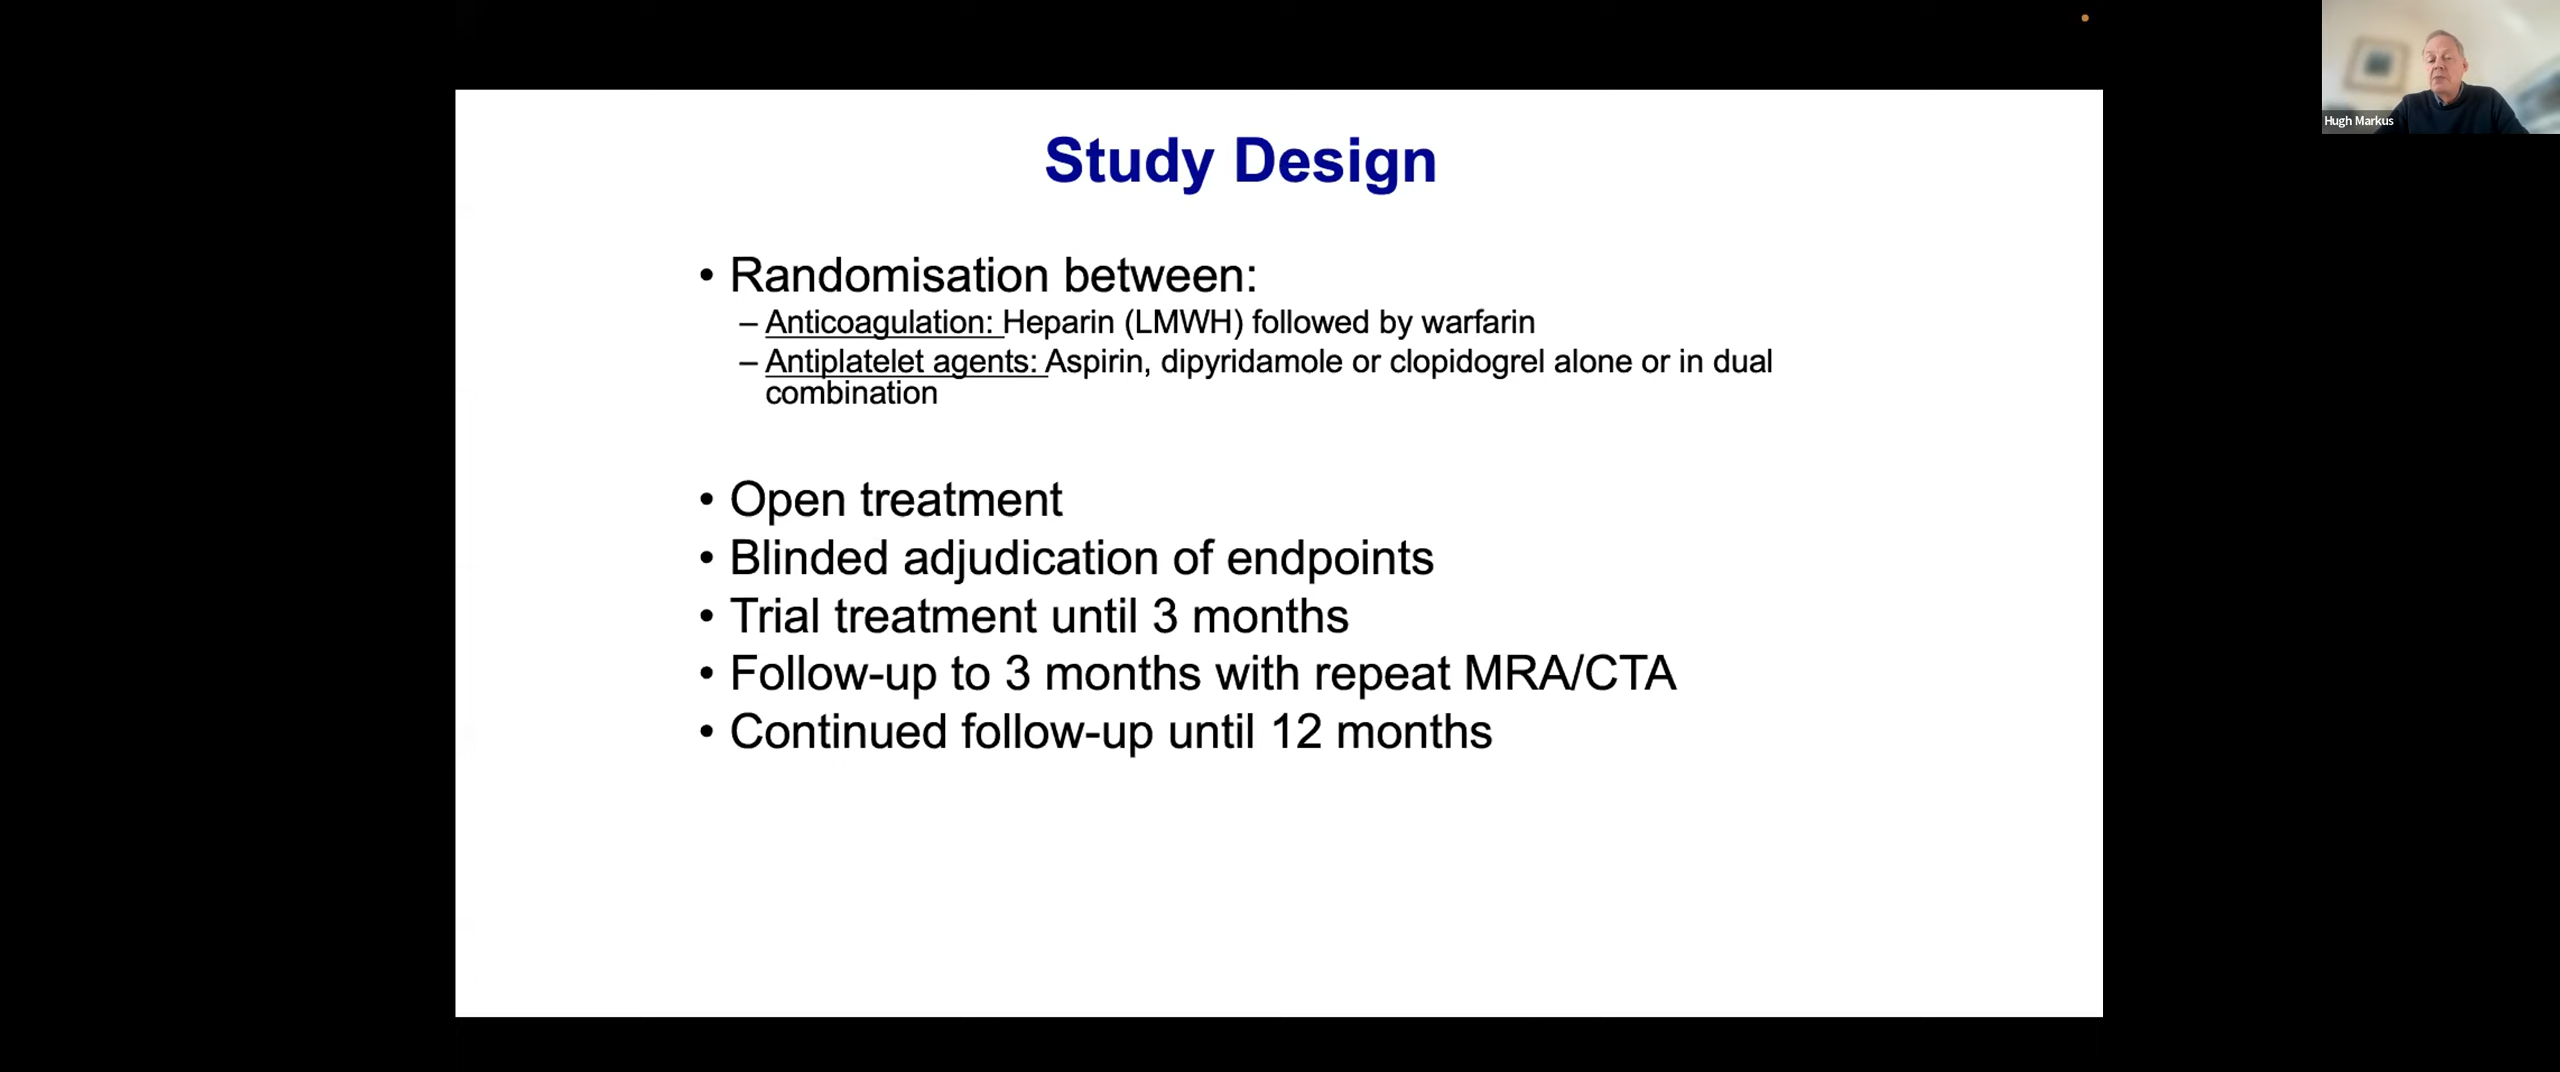 Hugh Markus
Study Design
• Randomisation between:
– Anticoagulation: Heparin (LMWH) followed by warfarin
– Antiplatelet agents: Aspirin, dipyridamole or clopidogrel alone or in dual
combination
• Open treatment
• Blinded adjudication of endpoints
• Trial treatment until 3 months
• Follow-up to 3 months with repeat MRA/CTA
• Continued follow-up until 12 months